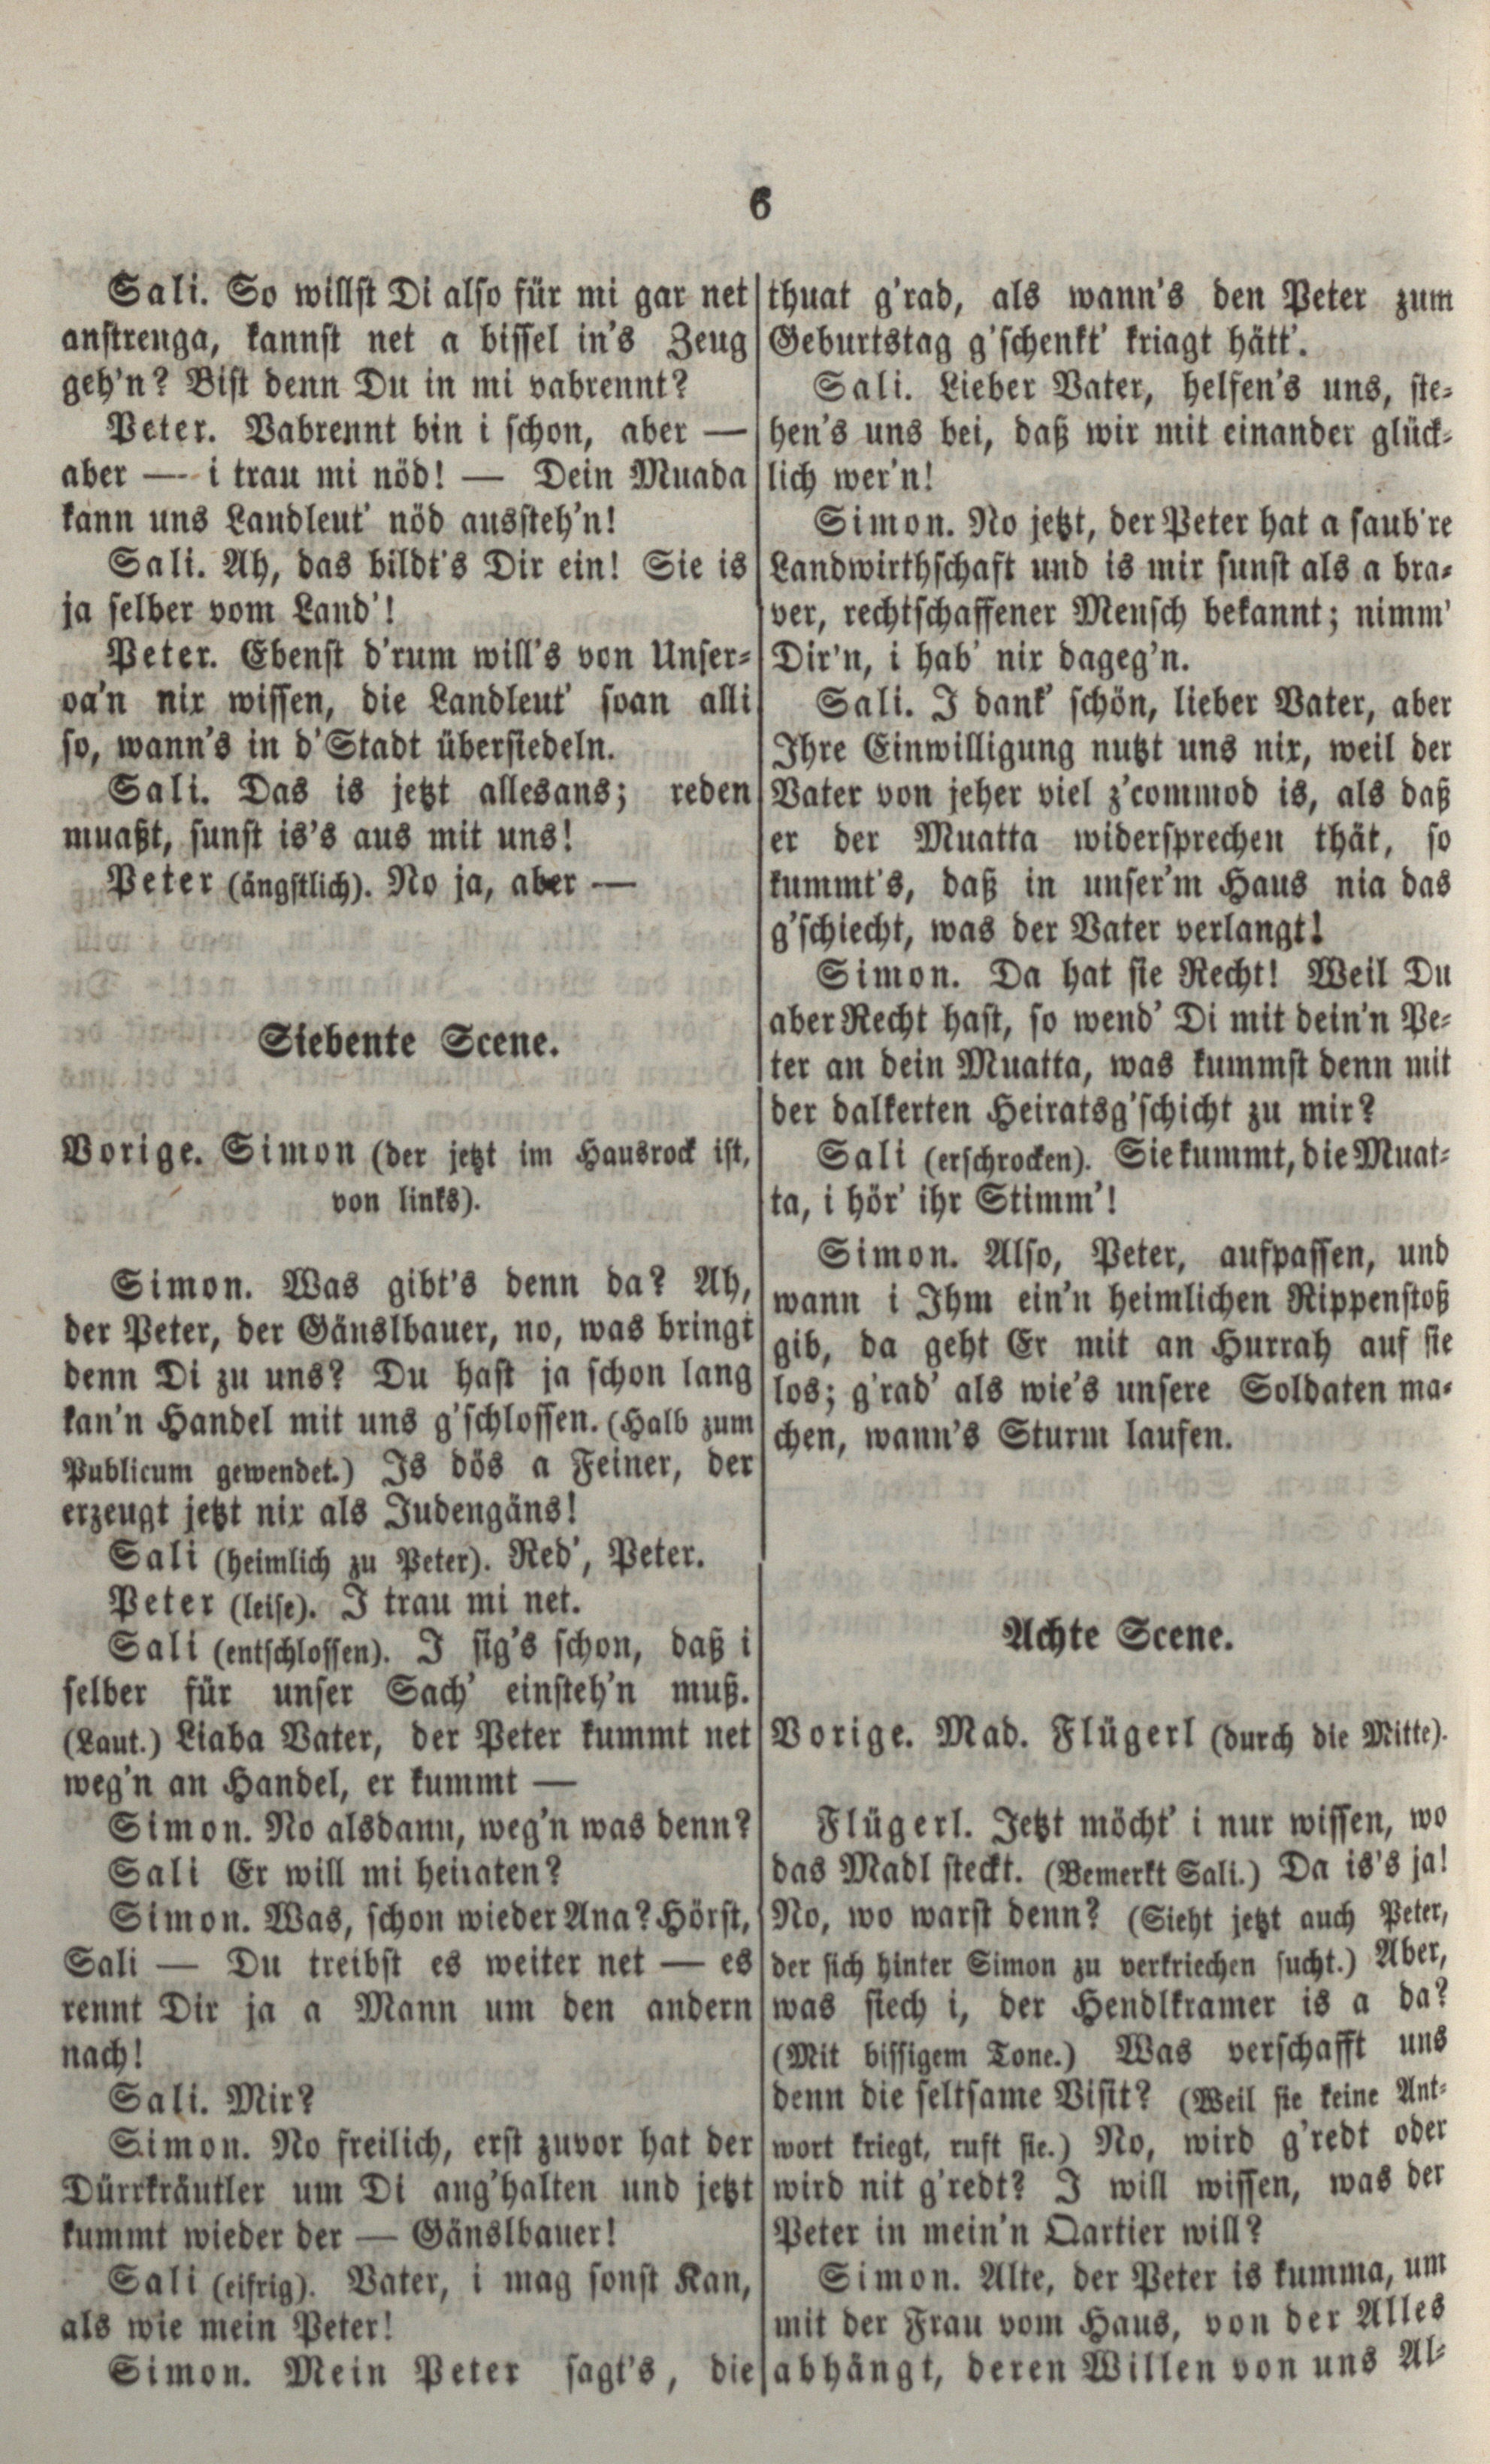 6
Sali. So willst Di also für mi gar net
anstrenga, kannst net a bissel in's Zeug
geh'n? Bist denn Du in mi vabrennt?
Peter. Vabrennt bin i schon, aber —
aber — i trau mi nöd! — Dein Muada
kann uns Landleut' nöd aussteh'n!
Sali. Ah, das bildt's Dir ein! Sie is
ja selber vom Land'!
Peter. Ebenst d'rum will's von Unser-
oa'n nix wissen, die Landleut' soan alli
so, wann's in d'Stadt übersiedeln.
Sali. Das is jetzt allesans; reden
muaßt, sunst is's aus mit uns!
Peter (ängstlich). No ja, aber —
Siebente Scene.
Vorige. Simon (der jetzt im Hausrock ist,
von links).
Simon. Was gibt's denn da? Ah,
der Peter, der Gänslbauer, no, was bringt
denn Di zu uns? Du hast ja schon lang
kan'n Handel mit uns g'schlossen. (Halb zum
Publicum gewendet.) Is dös a Feiner, der
erzeugt jetzt nix als Judengäns!
Sali (heimlich zu Peter). Red', Peter.
Peter (leise). I trau mi net.
Sali (entschlossen). I sig's schon, daß i
selber für unser Sach' einsteh'n muß.
(Laut.) Liaba Vater, der Peter kummt net
weg'n an Handel, er kummt —
Simon. No alsdann, weg'n was denn?
Sali Er will mi heiraten?
Simon. Was, schon wieder Ana? Hörst,
Sali — Du treibst es weiter net — es
rennt Dir ja a Mann um den andern
nach!
Sali. Mir?
Simon. No freilich, erst zuvor hat der
Dürrkräutler um Di ang'halten und jetzt
kummt wieder der — Gänslbauer!
Sali (eifrig). Vater, i mag sonst Kan,
als wie mein Peter!
Simon. Mein Peter sagt's, die
thuat g'rad, als wann's den Peter zum
Geburtstag g'schenkt' kriagt hätt'.
Sali. Lieber Vater, helfen's uns, ste-
hen's uns bei, daß wir mit einander glück-
lich wer'n!
Simon. No jetzt, der Peter hat a saub're
Landwirthschaft und is mir sunst als a bra-
ver, rechtschaffener Mensch bekannt; nimm'
Dir'n, i hab' nix dageg'n.
Sali. I dank' schön, lieber Vater, aber
Ihre Einwilligung nutzt uns nix, weil der
Vater von jeher viel z'commod is, als daß
er der Muatta widersprechen thät, so
kummt's, daß in unser'm Haus nia das
g'schiecht, was der Vater verlangt!
Simon. Da hat sie Recht! Weil Du
aber Recht hast, so wend' Di mit dein'n Pe-
ter an dein Muatta, was kummst denn mit
der dalkerten Heiratsg'schicht zu mir?
Sali (erschrocken). Sie kummt, die Muat-
ta, i hör' ihr Stimm'!
Simon. Also, Peter, aufpassen, und
wann i Ihm ein'n heimlichen Rippenstoß
gib, da geht Er mit an Hurrah auf sie
los; g'rad' als wie's unsere Soldaten ma-
chen, wann's Sturm laufen.
Achte Scene.
Vorige. Mad. Flügerl (durch die Mitte).
Flügerl. Jetzt möcht' i nur wissen, wo
das Madl steckt. (Bemerkt Sali.) Da is's ja!
No, wo warst denn? (Sieht jetzt auch Peter,
der sich hinter Simon zu verkriechen sucht.) Aber,
was siech i, der Hendlkramer is a da?
(Mit bissigem Tone.) Was verschafft uns
denn die seltsame Visit? (Weil sie keine Ant-
wort kriegt, ruft sie.) No, wird g'redt oder
wird nit g'redt? I will wissen, was der
Peter in mein'n Qartier will?
Simon. Alte, der Peter is kumma, um
mit der Frau vom Haus, von der Alles
abhängt, deren Willen von uns Al-